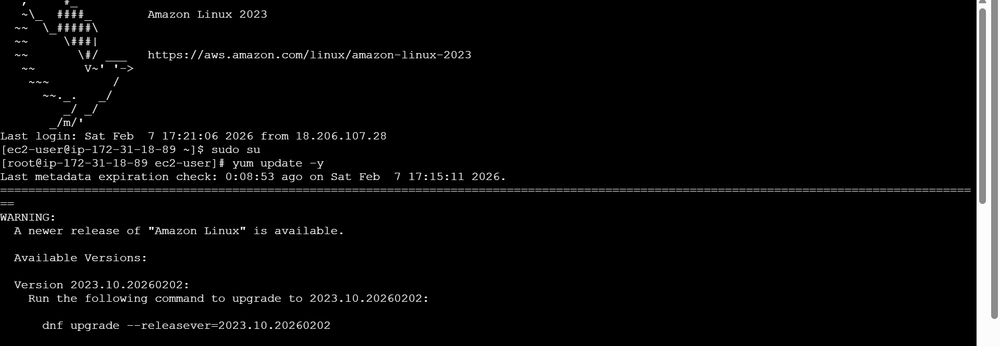 ,     #_
   ~\_  ####_        Amazon Linux 2023
  ~~  \_#####\
  ~~     \###|
  ~~       \#/ ___   https://aws.amazon.com/linux/amazon-linux-2023
   ~~       V~' '->
    ~~~         /
      ~~._.   _/
         _/ _/
       _/m/'
Last login: Sat Feb  7 17:21:06 2026 from 18.206.107.28
[ec2-user@ip-172-31-18-89 ~]$ sudo su
[root@ip-172-31-18-89 ec2-user]# yum update -y
Last metadata expiration check: 0:08:53 ago on Sat Feb  7 17:15:11 2026.
==========================================================================================================================================
==
WARNING:
  A newer release of "Amazon Linux" is available.

  Available Versions:

  Version 2023.10.20260202:
    Run the following command to upgrade to 2023.10.20260202:

      dnf upgrade --releasever=2023.10.20260202